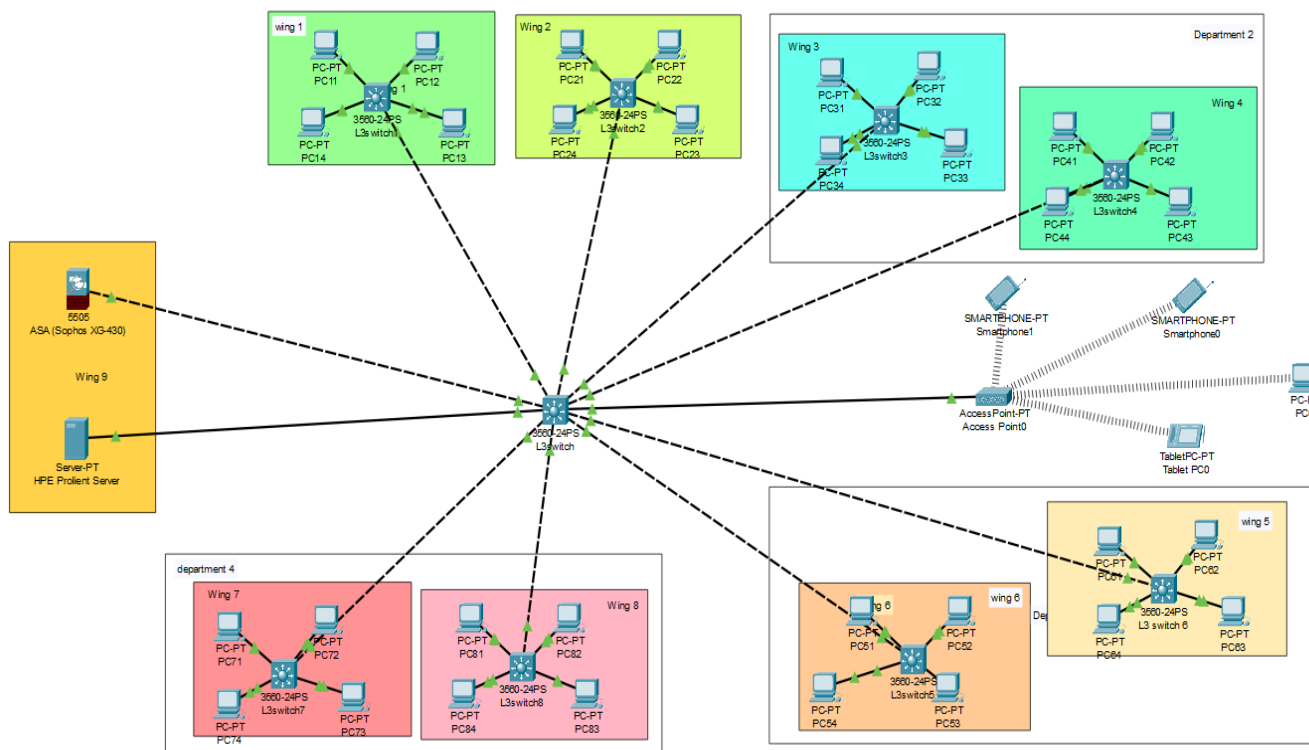 wing 1
PC-PT
PC11
PC-PT
PC12
3560-24PS
PC-PT
PC14
PC-PT
PC13
Wing 2
PC-PT
PC21
PC-PT
PC22
3560-24PS
L3switch2
PC-PT
PC24
PC-PT
PC23
Department 2
Wing 3
PC-PT
PC31
PC-PT
PC32
3560-24PS
L3switch3
PC-PT
PC34
PC-PT
PC33
Wing 4
PC-PT
PC41
PC-PT
PC42
3560-24PS
L3switch4
PC-PT
PC44
PC-PT
PC43
5505
ASA (Sophos XG-430)
Wing 9
Server-PT
HPE Prolient Server
3560-24PS
L3switch
SMARTPHONE-PT
Smartphone1
SMARTPHONE-PT
Smartphone0
AccessPoint-PT
Access Point0
TabletPC-PT
Tablet PC0
department 4
Wing 7
PC-PT
PC71
PC-PT
PC72
3560-24PS
L3switch7
PC-PT
PC74
PC-PT
PC73
Wing 8
PC-PT
PC81
PC-PT
PC82
3560-24PS
L3switch8
PC-PT
PC84
PC-PT
PC83
wing 6
PC-PT
PC51
PC-PT
PC52
3560-24PS
L3switch5
PC-PT
PC54
PC-PT
PC53
wing 5
PC-PT
PC61
PC-PT
PC62
3560-24PS
L3 switch 6
PC-PT
PC64
PC-PT
PC63